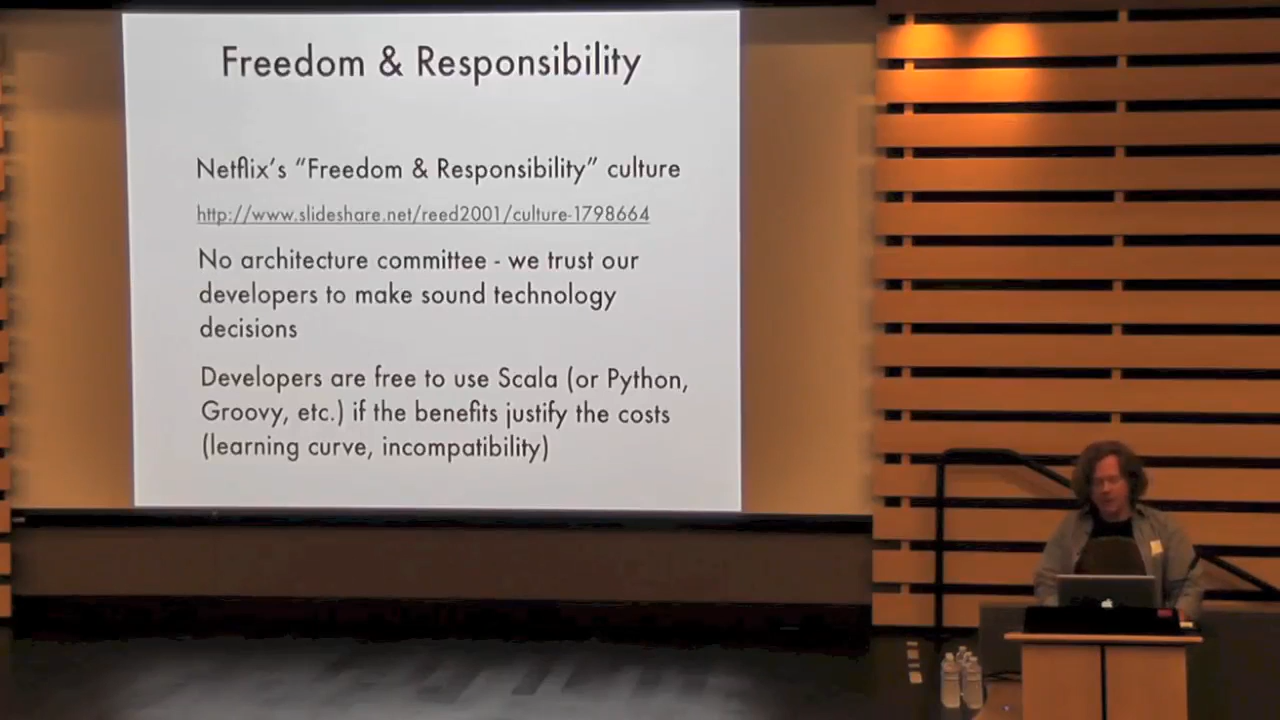 Freedom & Responsibility
Netflix's “Freedom & Responsibility” culture
http://www.slideshare.net/reed2001/culture-1798664
No architecture committee - we trust our
developers to make sound technology
decisions
Developers are free to use Scala (or Python,
Groovy, etc.) if the benefits justify the costs
(learning curve, incompatibility)